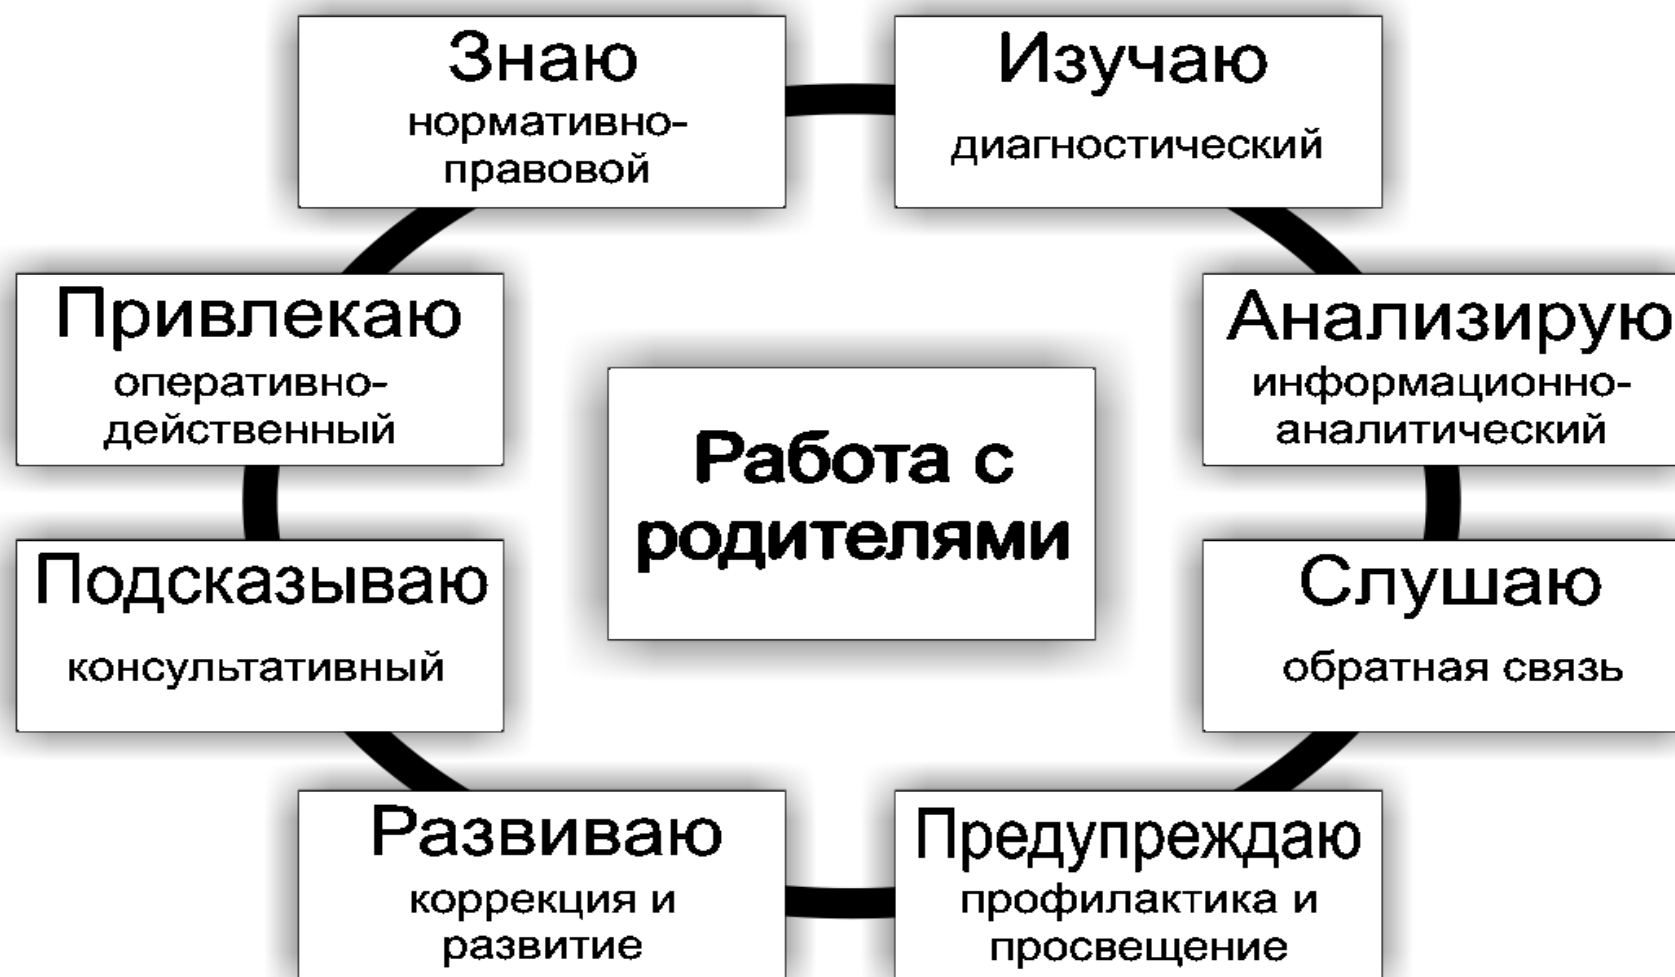 Знаю
нормативно-
правовой
Изучаю
диагностический
Привлекаю
оперативно-
действенный
Анализирую
информационно-
аналитический
Работа с
родителями
Подсказываю
консультативный
Слушаю
обратная связь
Развиваю
коррекция и
развитие
Предупреждаю
профилактика и
просвещение